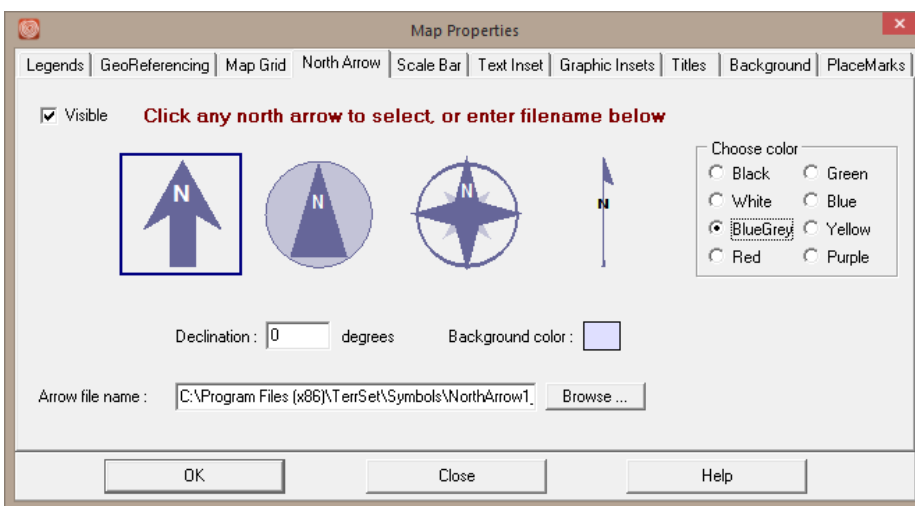 Map Properties
Legends GeoReferencing Map Grid North Arrow Scale Bar Text Inset Graphic Insets Titles Background PlaceMarks
Visible Click any north arrow to select, or enter filename below
N N N N
Choose color
Black Green
White Blue
BlueGrey Yellow
Red Purple
Declination : 0 degrees Background color :
Arrow file name : C:\Program Files (x86)\TerrSet\Symbols\NorthArrow1_ Browse ...
OK Close Help